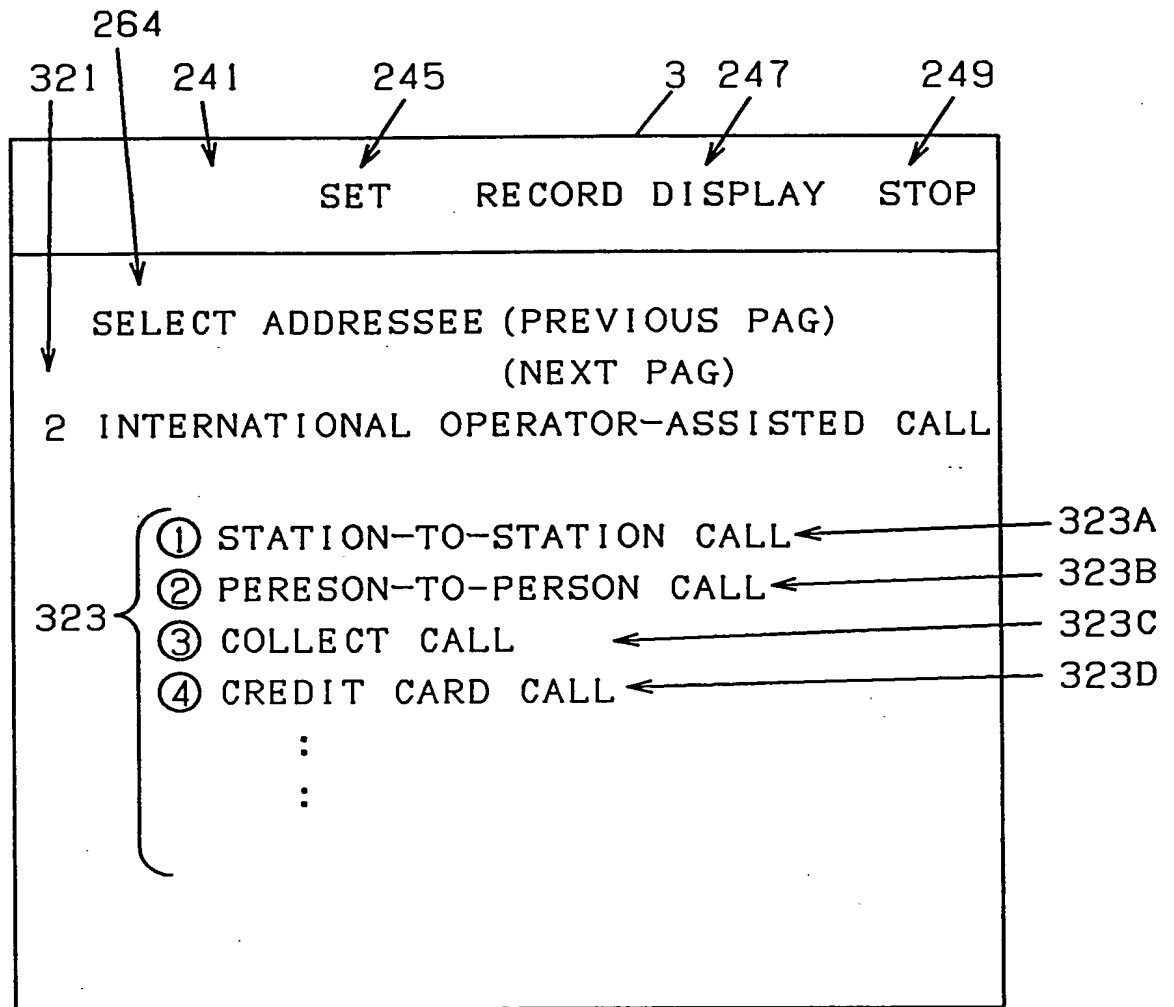 264
321 241 245 3 247 249
SET RECORD DISPLAY STOP
SELECT ADDRESSEE (PREVIOUS PAG)
(NEXT PAG)
2 INTERNATIONAL OPERATOR-ASSISTED CALL
① STATION-TO-STATION CALL 323A
② PERESON-TO-PERSON CALL 323B
323 ③ COLLECT CALL 323C
④ CREDIT CARD CALL 323D
:
: